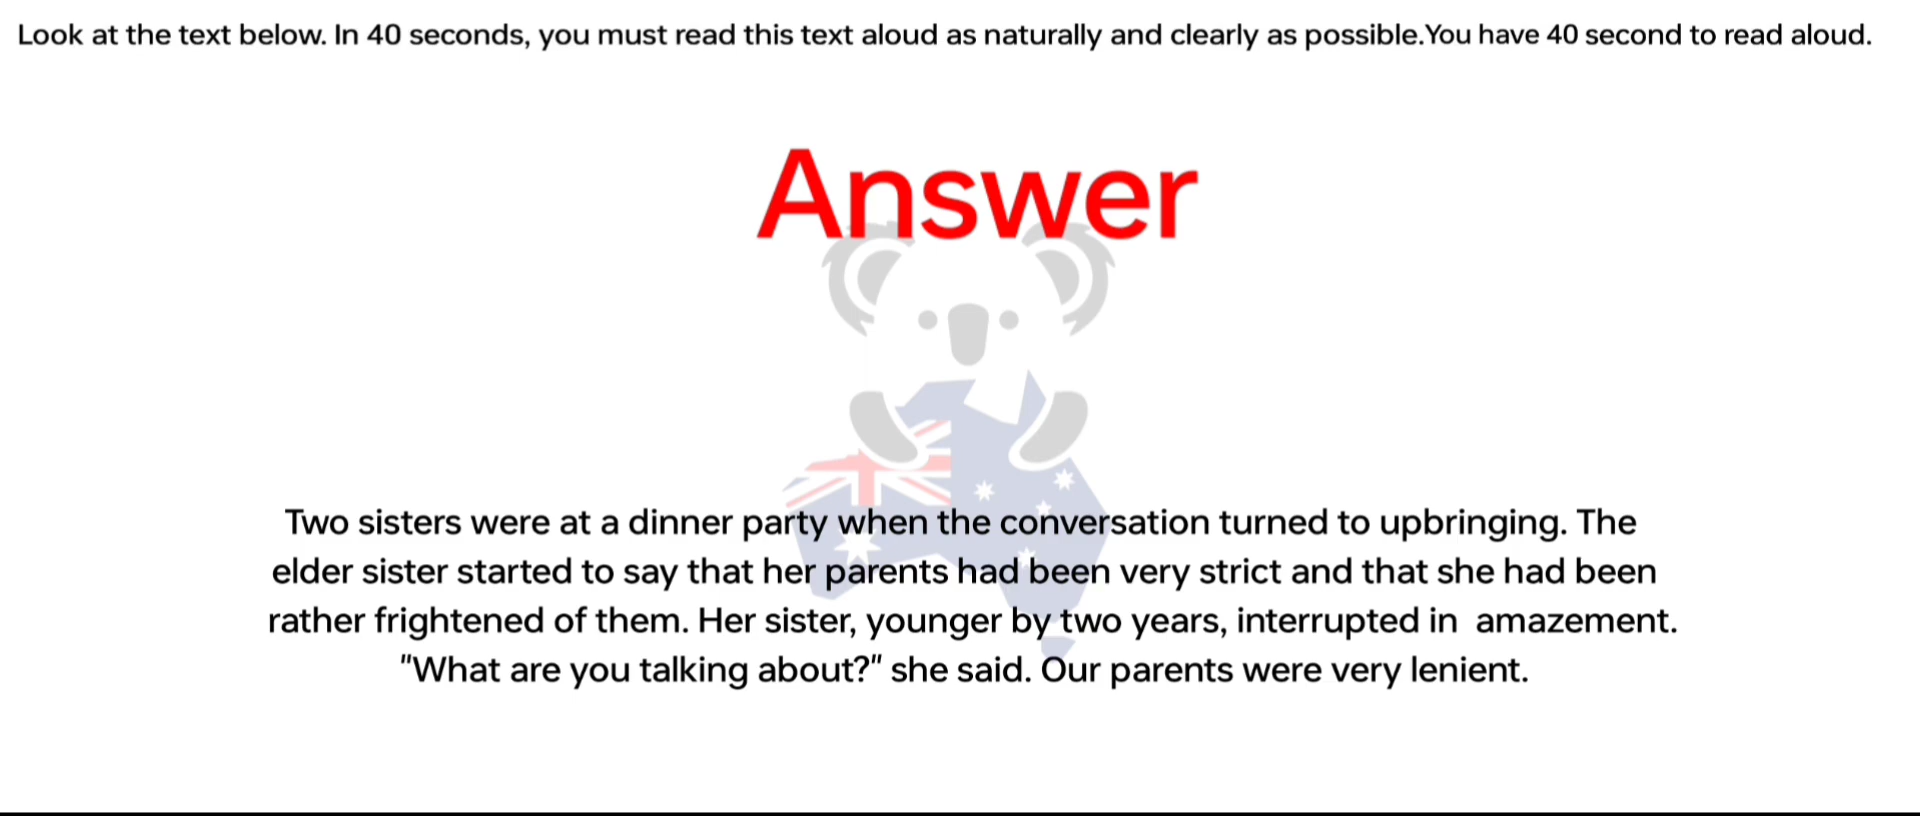 Look at the text below. In 40 seconds, you must read this text aloud as naturally and clearly as possible.You have 40 second to read aloud.
Answer
Two sisters were at a dinner party when the conversation turned to upbringing. The
elder sister started to say that her parents had been very strict and that she had been
rather frightened of them. Her sister, younger by two years, interrupted in  amazement.
"What are you talking about?" she said. Our parents were very lenient.